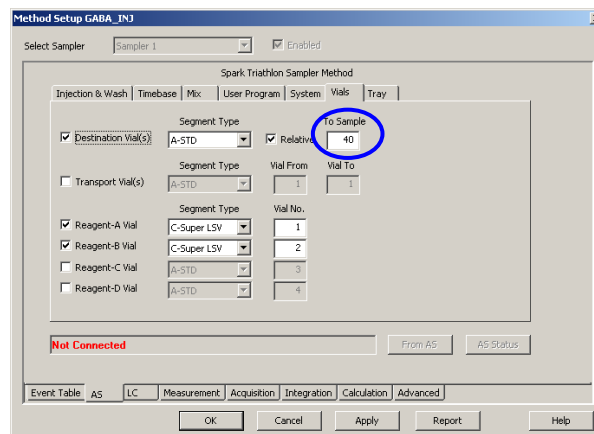 Method Setup GABA_INJ
Select Sampler Sampler 1 Enabled
Spark Triathlon Sampler Method
Injection & Wash Timebase Mix User Program System Vials Tray
Segment Type To Sample
Destination Vial(s) A-STD Relative 40
Segment Type Vial From Vial To
Transport Vial(s) A-STD 1 1
Segment Type Vial No.
Reagent-A Vial C-Super LSV 1
Reagent-B Vial C-Super LSV 2
Reagent-C Vial A-STD 3
Reagent-D Vial A-STD 4
Not Connected From AS AS Status
Event Table AS LC Measurement Acquisition Integration Calculation Advanced
OK Cancel Apply Report Help